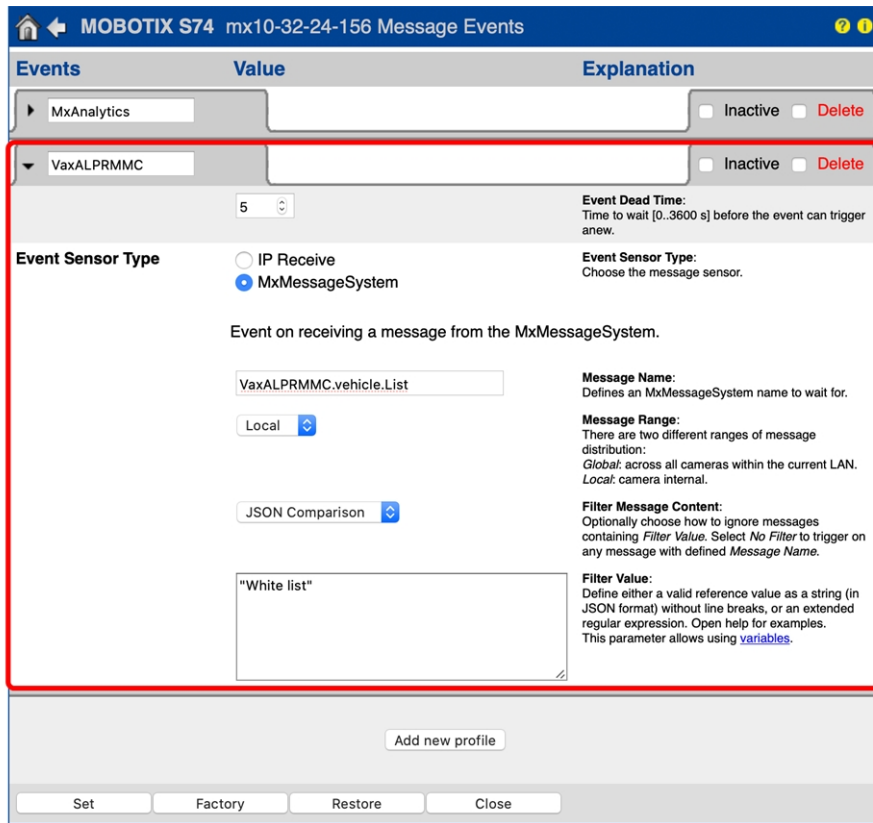 MOBOTIX S74 mx10-32-24-156 Message Events ? i
Events Value Explanation
MxAnalytics Inactive Delete
VaxALPRMMC Inactive Delete
5
Event Dead Time:
Time to wait [0..3600 s] before the event can trigger
anew.
Event Sensor Type
IP Receive
MxMessageSystem
Event Sensor Type:
Choose the message sensor.
Event on receiving a message from the MxMessageSystem.
VaxALPRMMC.vehicle.List
Message Name:
Defines an MxMessageSystem name to wait for.
Local
Message Range:
There are two different ranges of message
distribution:
Global: across all cameras within the current LAN.
Local: camera internal.
JSON Comparison
Filter Message Content:
Optionally choose how to ignore messages
containing Filter Value. Select No Filter to trigger on
any message with defined Message Name.
"White list"
Filter Value:
Define either a valid reference value as a string (in
JSON format) without line breaks, or an extended
regular expression. Open help for examples.
This parameter allows using variables.
Add new profile
Set Factory Restore Close